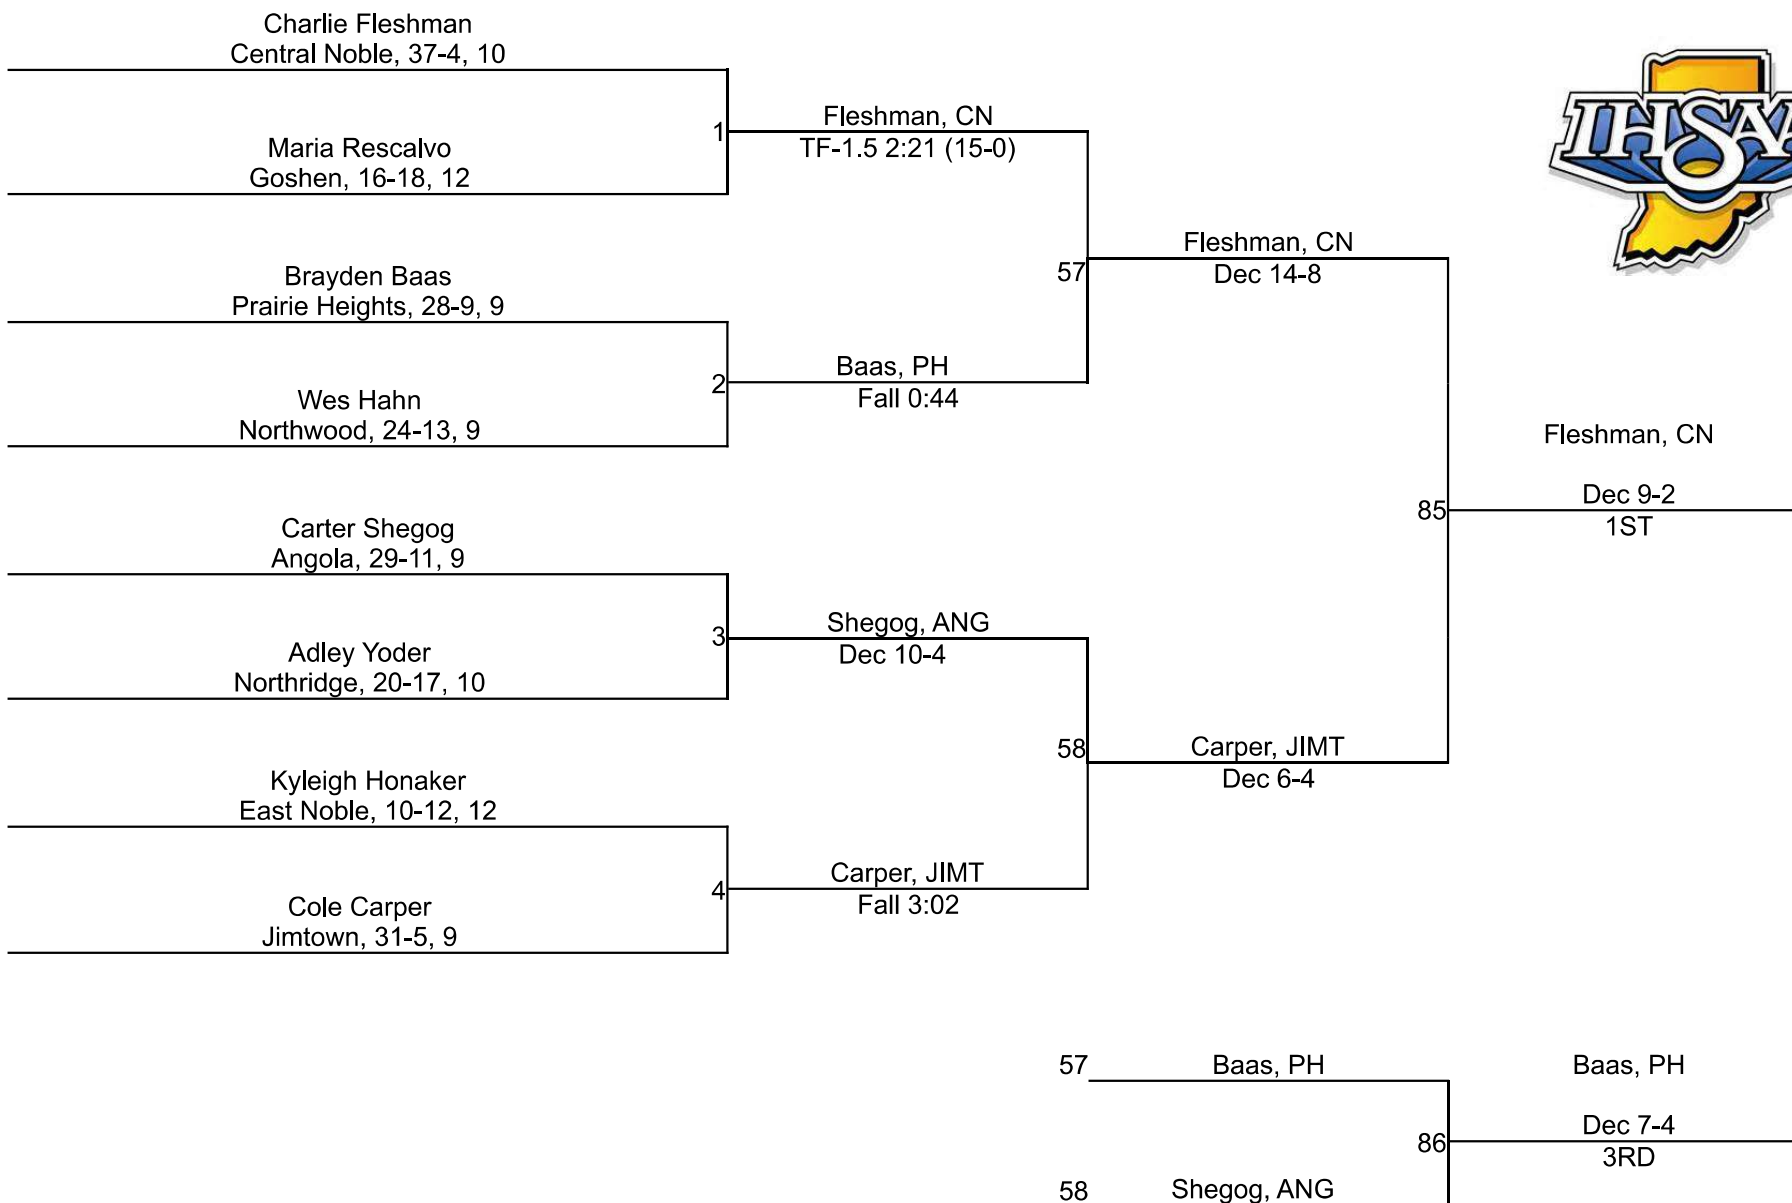 Charlie Fleshman
Central Noble, 37-4, 10
Maria Rescalvo
Goshen, 16-18, 12
Brayden Baas
Prairie Heights, 28-9, 9
Wes Hahn
Northwood, 24-13, 9
Carter Shegog
Angola, 29-11, 9
Adley Yoder
Northridge, 20-17, 10
Kyleigh Honaker
East Noble, 10-12, 12
Cole Carper
Jimtown, 31-5, 9
1
Fleshman, CN
TF-1.5 2:21 (15-0)
2
Baas, PH
Fall 0:44
3
Shegog, ANG
Dec 10-4
4
Carper, JIMT
Fall 3:02
57
Fleshman, CN
Dec 14-8
58
Carper, JIMT
Dec 6-4
IHSAA
85
Fleshman, CN
Dec 9-2
1ST
57
Baas, PH
58
Shegog, ANG
86
Baas, PH
Dec 7-4
3RD